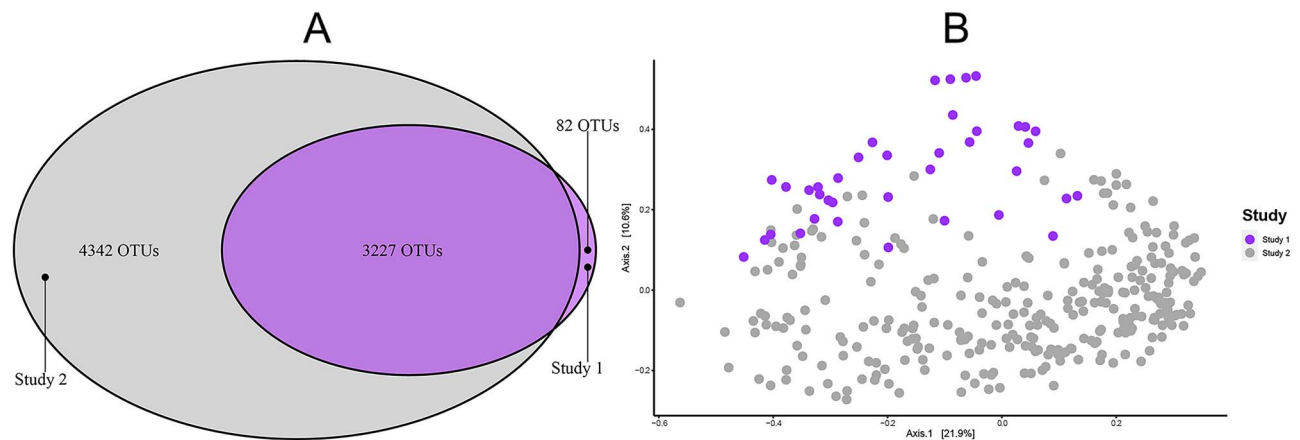 A
82 OTUs
4342 OTUs
3227 OTUs
Study 2
Study 1
B
0.4
0.2
0.0
−0.2
Axis.2 [10.6%]
−0.6
−0.4
−0.2
0.0
0.2
Axis.1 [21.9%]
Study
Study 1
Study 2